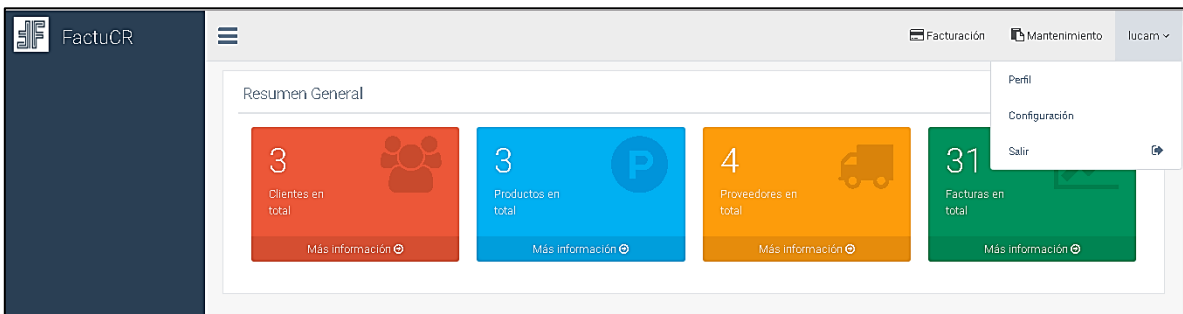 FactuCR
Facturación Mantenimiento lucam
Perfil
Configuración
Salir
Resumen General
3
Clientes en
total
Más información
3
Productos en
total
Más información
P
4
Proveedores en
total
Más información
31
Facturas en
total
Más información